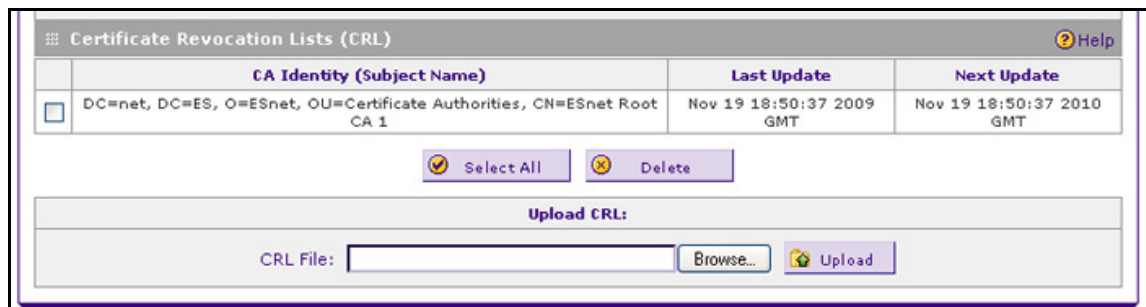 Certificate Revocation Lists (CRL)
Help
CA Identity (Subject Name)
Last Update
Next Update
DC=net, DC=ES, O=ESnet, OU=Certificate Authorities, CN=ESnet Root
CA 1
Nov 19 18:50:37 2009
GMT
Nov 19 18:50:37 2010
GMT
Select All
Delete
Upload CRL:
CRL File:
Browse...
Upload